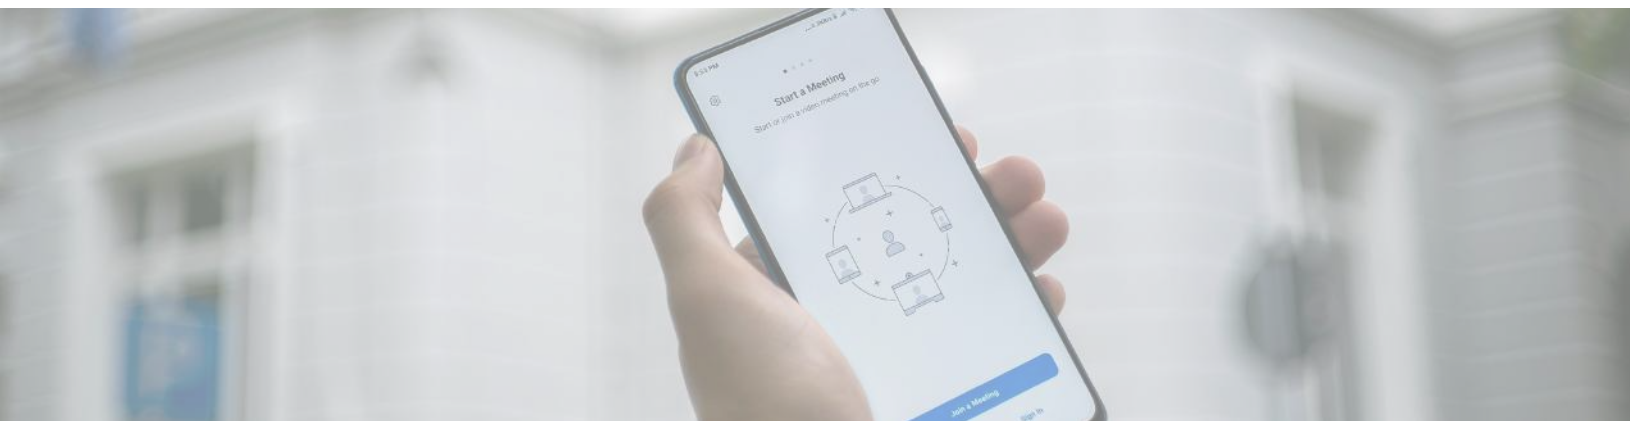 Start a Meeting
Start or join a video meeting on the go
Join a Meeting
Sign In